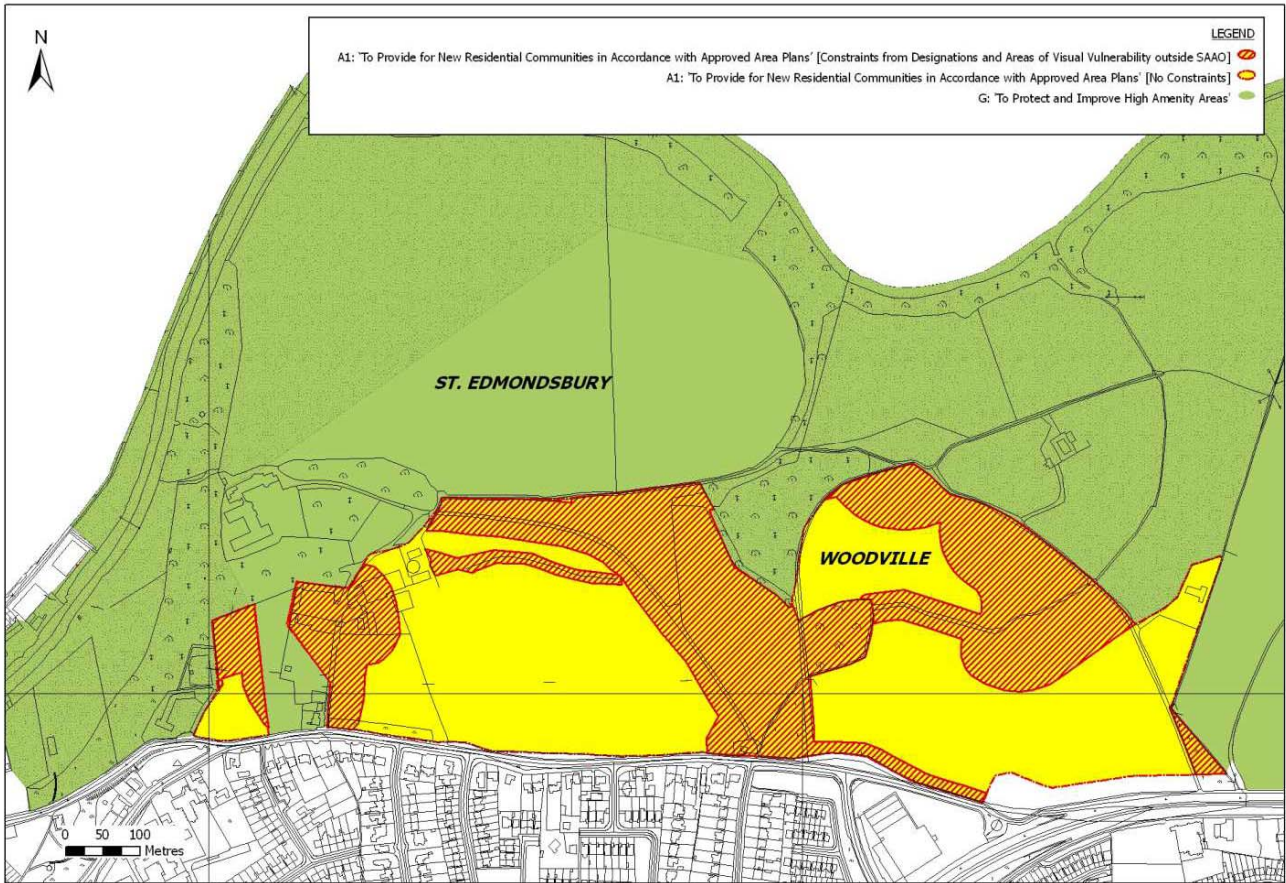 N
LEGEND
A1: 'To Provide for New Residential Communities in Accordance with Approved Area Plans' [Constraints from Designations and Areas of Visual Vulnerability outside SAAO]
A1: 'To Provide for New Residential Communities in Accordance with Approved Area Plans' [No Constraints]
G: 'To Protect and Improve High Amenity Areas'
ST. EDMONDSBURY
WOODVILLE
0 50 100
Metres